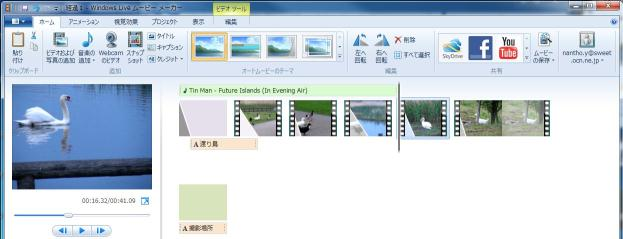 経過 1 - Windows Live ムービー メーカー
ビデオ ツール
ホーム
アニメーション
視覚効果
プロジェクト
表示
編集
貼り付け
クリップボード
ビデオおよび写真の追加
音楽の追加
Webcam のビデオ
スナップショット
タイトル
キャプション
クレジット
追加
オートムービーのテーマ
左へ回転
右へ回転
削除
すべて選択
編集
SkyDrive
You Tube
共有
ムービーの保存
nantho.y@sweet.ocn.ne.jp
Tin Man - Future Islands (In Evening Air)
A 渡り鳥
00:16.32/00:41.09
A 撮影場所